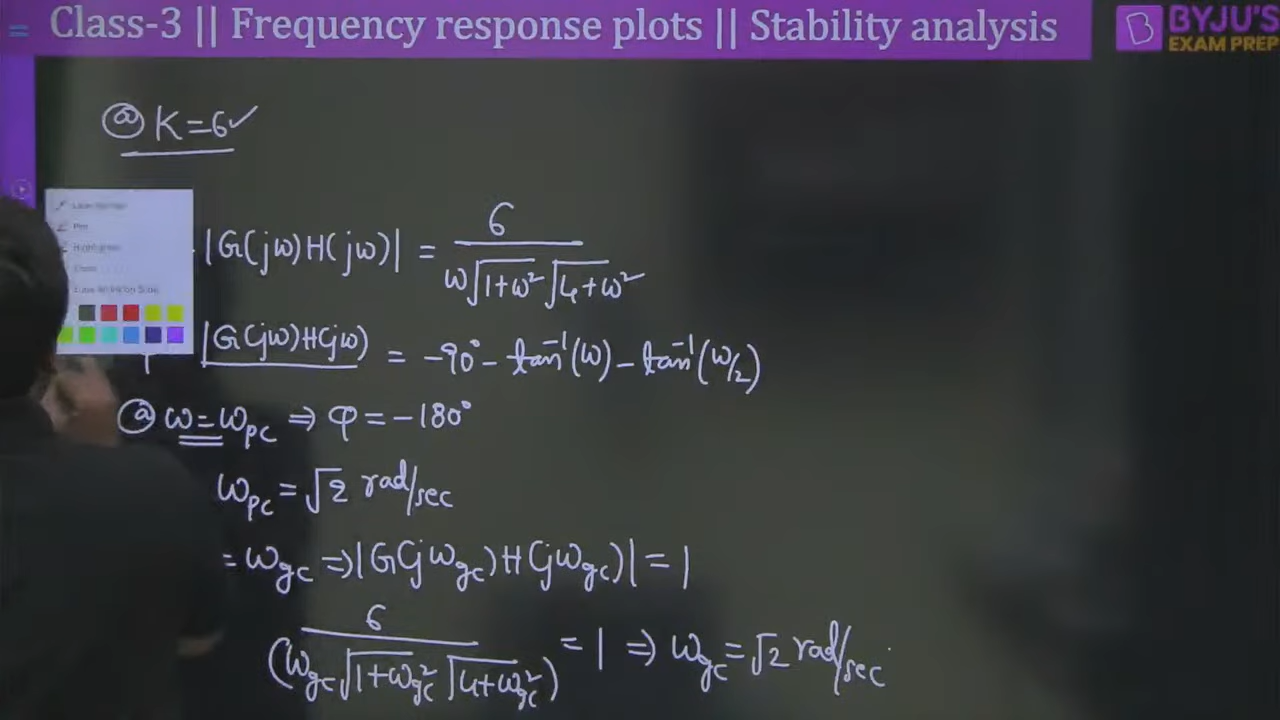 Class-3 || Frequency response plots || Stability analysis
BYJU'S
EXAM PREP
ⓐ K=6✓
Pen
Highlighter
|G(jω)H(jω)| = 6 / (ω√1+ω² √4+ω²)
|G(jω)H(jω) = -90° - tan⁻¹(ω) - tan⁻¹(ω/2)
ⓐ ω=ωpc ⇒ φ = -180°
ωpc = √2 rad/sec
= ωgc ⇒ |G(jωgc)H(jωgc)| = 1
6 / (ωgc√1+ωgc² √4+ωgc²) = 1 ⇒ ωgc = √2 rad/sec